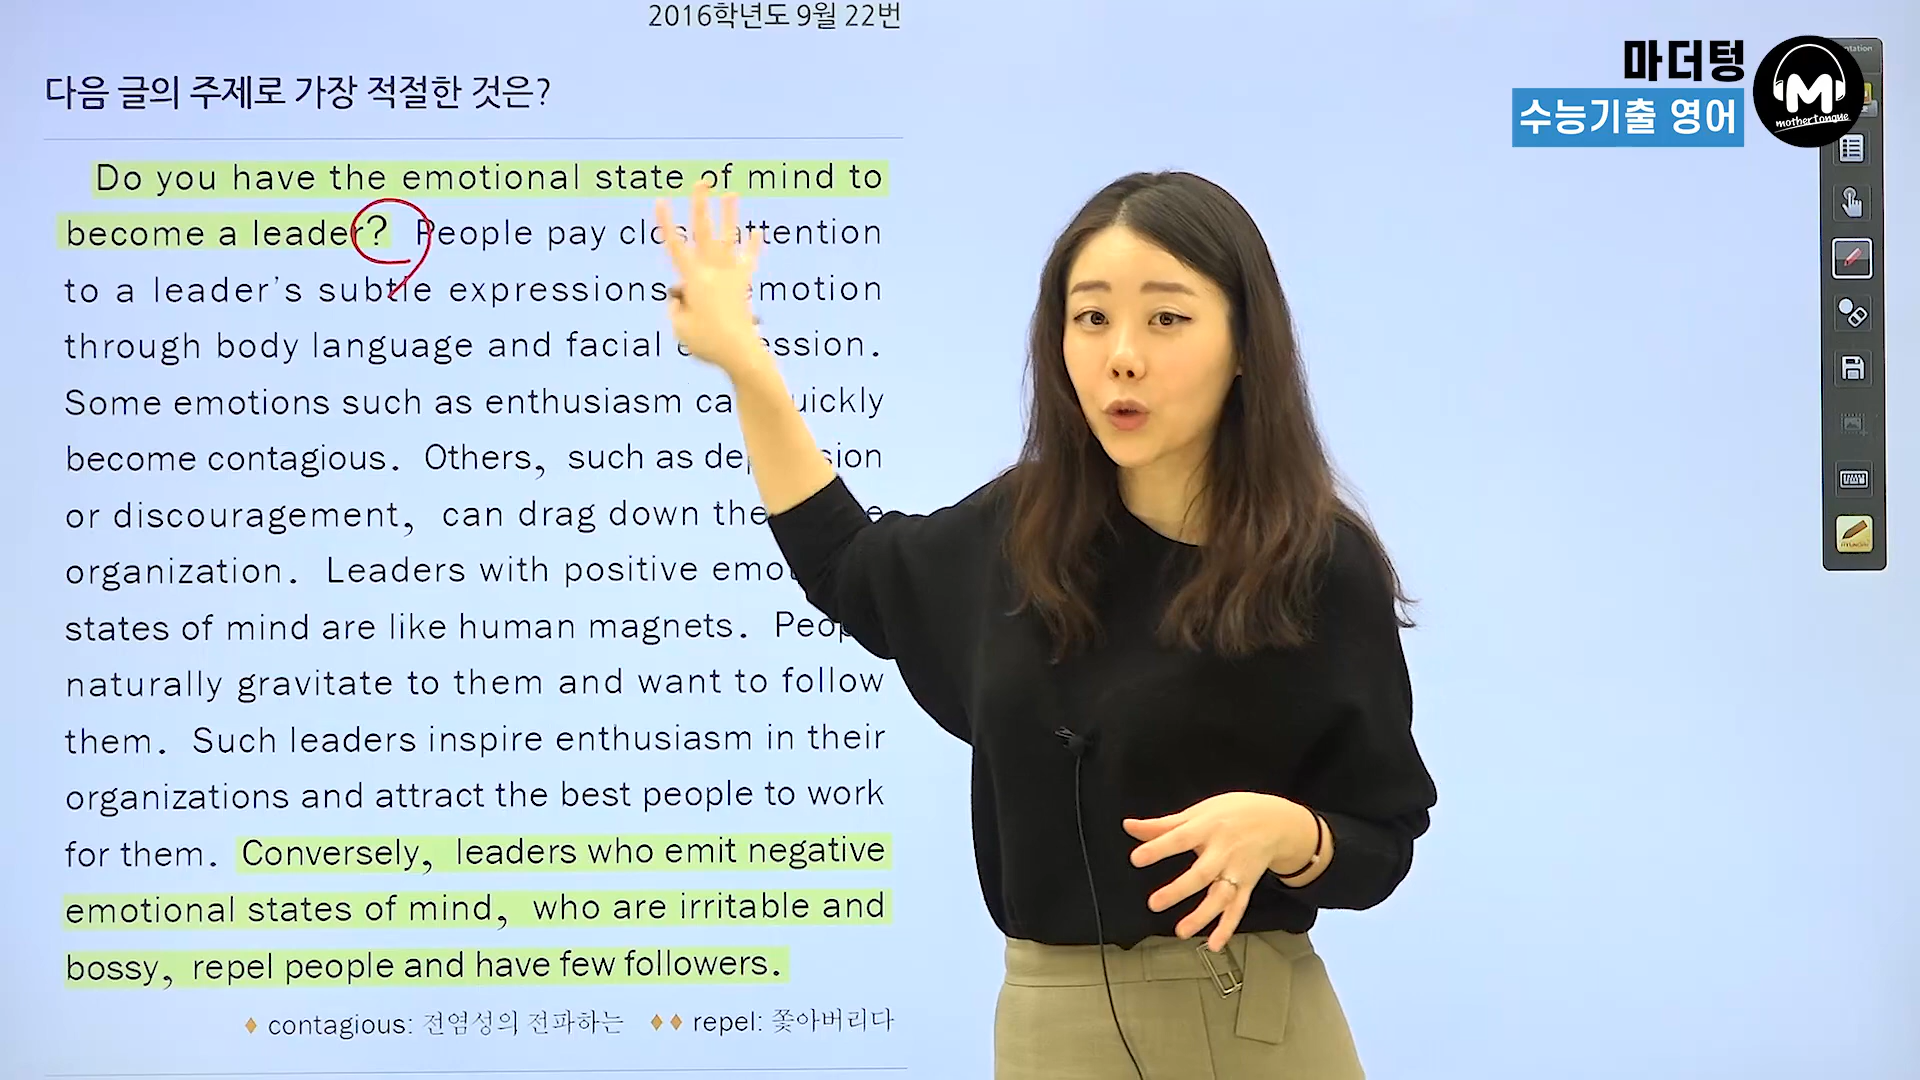 2016학년도 9월 22번
다음 글의 주제로 가장 적절한 것은?
Do you have the emotional state of mind to
become a leader? People pay close attention
to a leader's subtle expressions emotion
through body language and facial
Some emotions such as enthusiasm quickly
become contagious. Others, such as
or discouragement, can drag down the
organization. Leaders with positive
states of mind are like human magnets. People
naturally gravitate to them and want to follow
them. Such leaders inspire enthusiasm in their
organizations and attract the best people to work
for them. Conversely, leaders who emit negative
emotional states of mind, who are irritable and
bossy, repel people and have few followers.
contagious: 전염성의 전파하는 repel: 쫓아버리다
마더텅
수능기출 영어
M
mothertongue